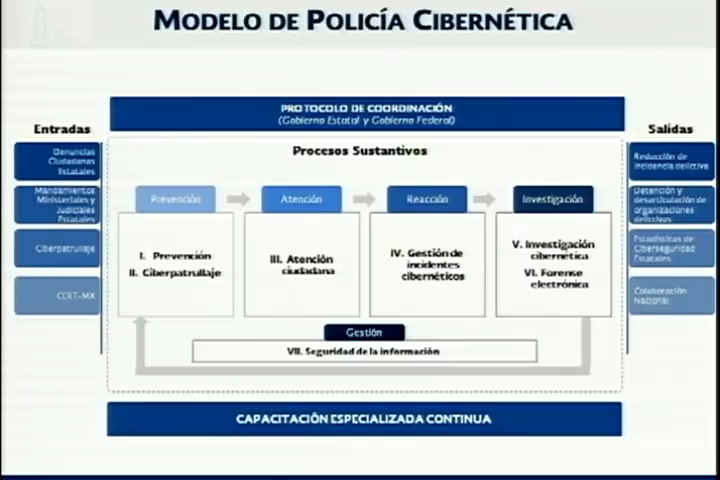 MODELO DE POLICÍA CIBERNÉTICA
PROTOCOLO DE COORDINACIÓN
(Gobierno Estatal y Gobierno Federal)
Entradas
Denuncias
Ciudadanas
Estatales
Mandamientos
Ministeriales y
Judiciales
Estatales
Ciberpatrullaje
CERT-MX
Procesos Sustantivos
Prevención
Atención
Reacción
Investigación
I. Prevención
II. Ciberpatrullaje
III. Atención
ciudadana
IV. Gestión de
incidentes
cibernéticos
V. Investigación
cibernética
VI. Forense
electrónica
Gestión
VII. Seguridad de la información
Salidas
Reducción de
incidencia delictiva
Detención y
desarticulación de
organizaciones
delictivas
Estadísticas de
Ciberseguridad
Estatales
Colaboración
Nacional
CAPACITACIÓN ESPECIALIZADA CONTINUA